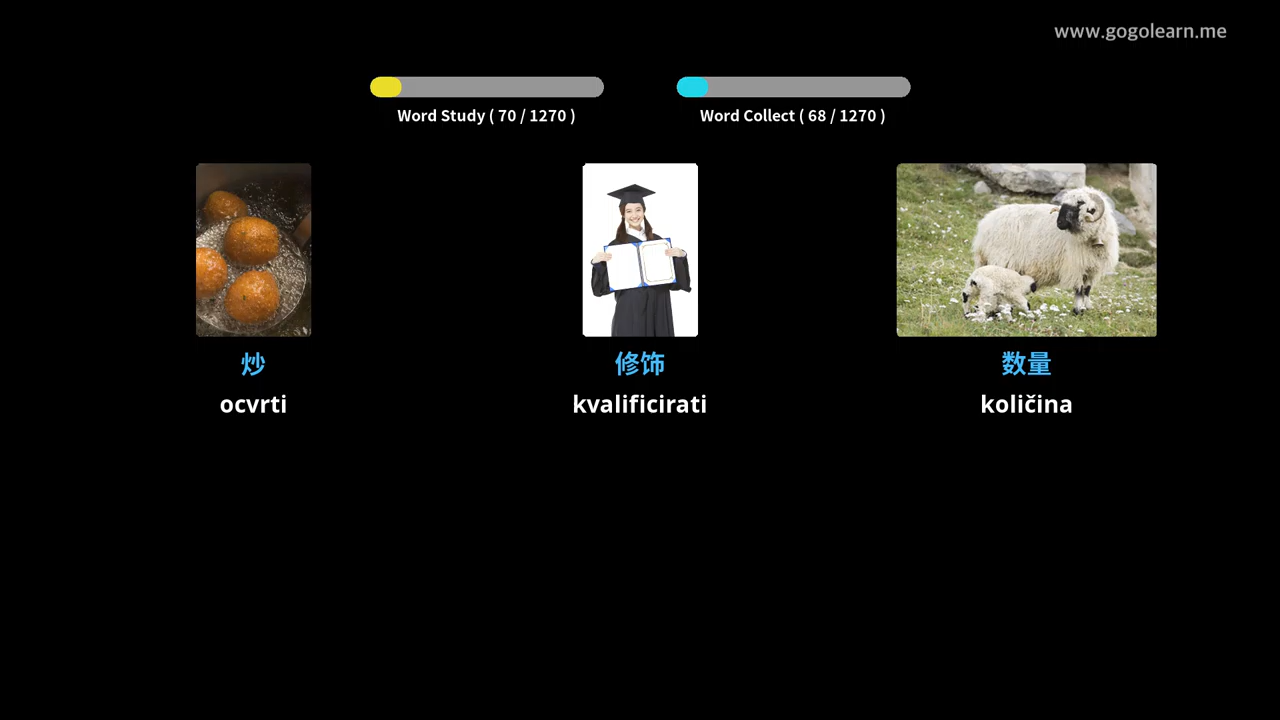 www.gogolearn.me
Word Study ( 70 / 1270 )
Word Collect ( 68 / 1270 )
炒
修饰
数量
ocvrti
kvalificirati
količina